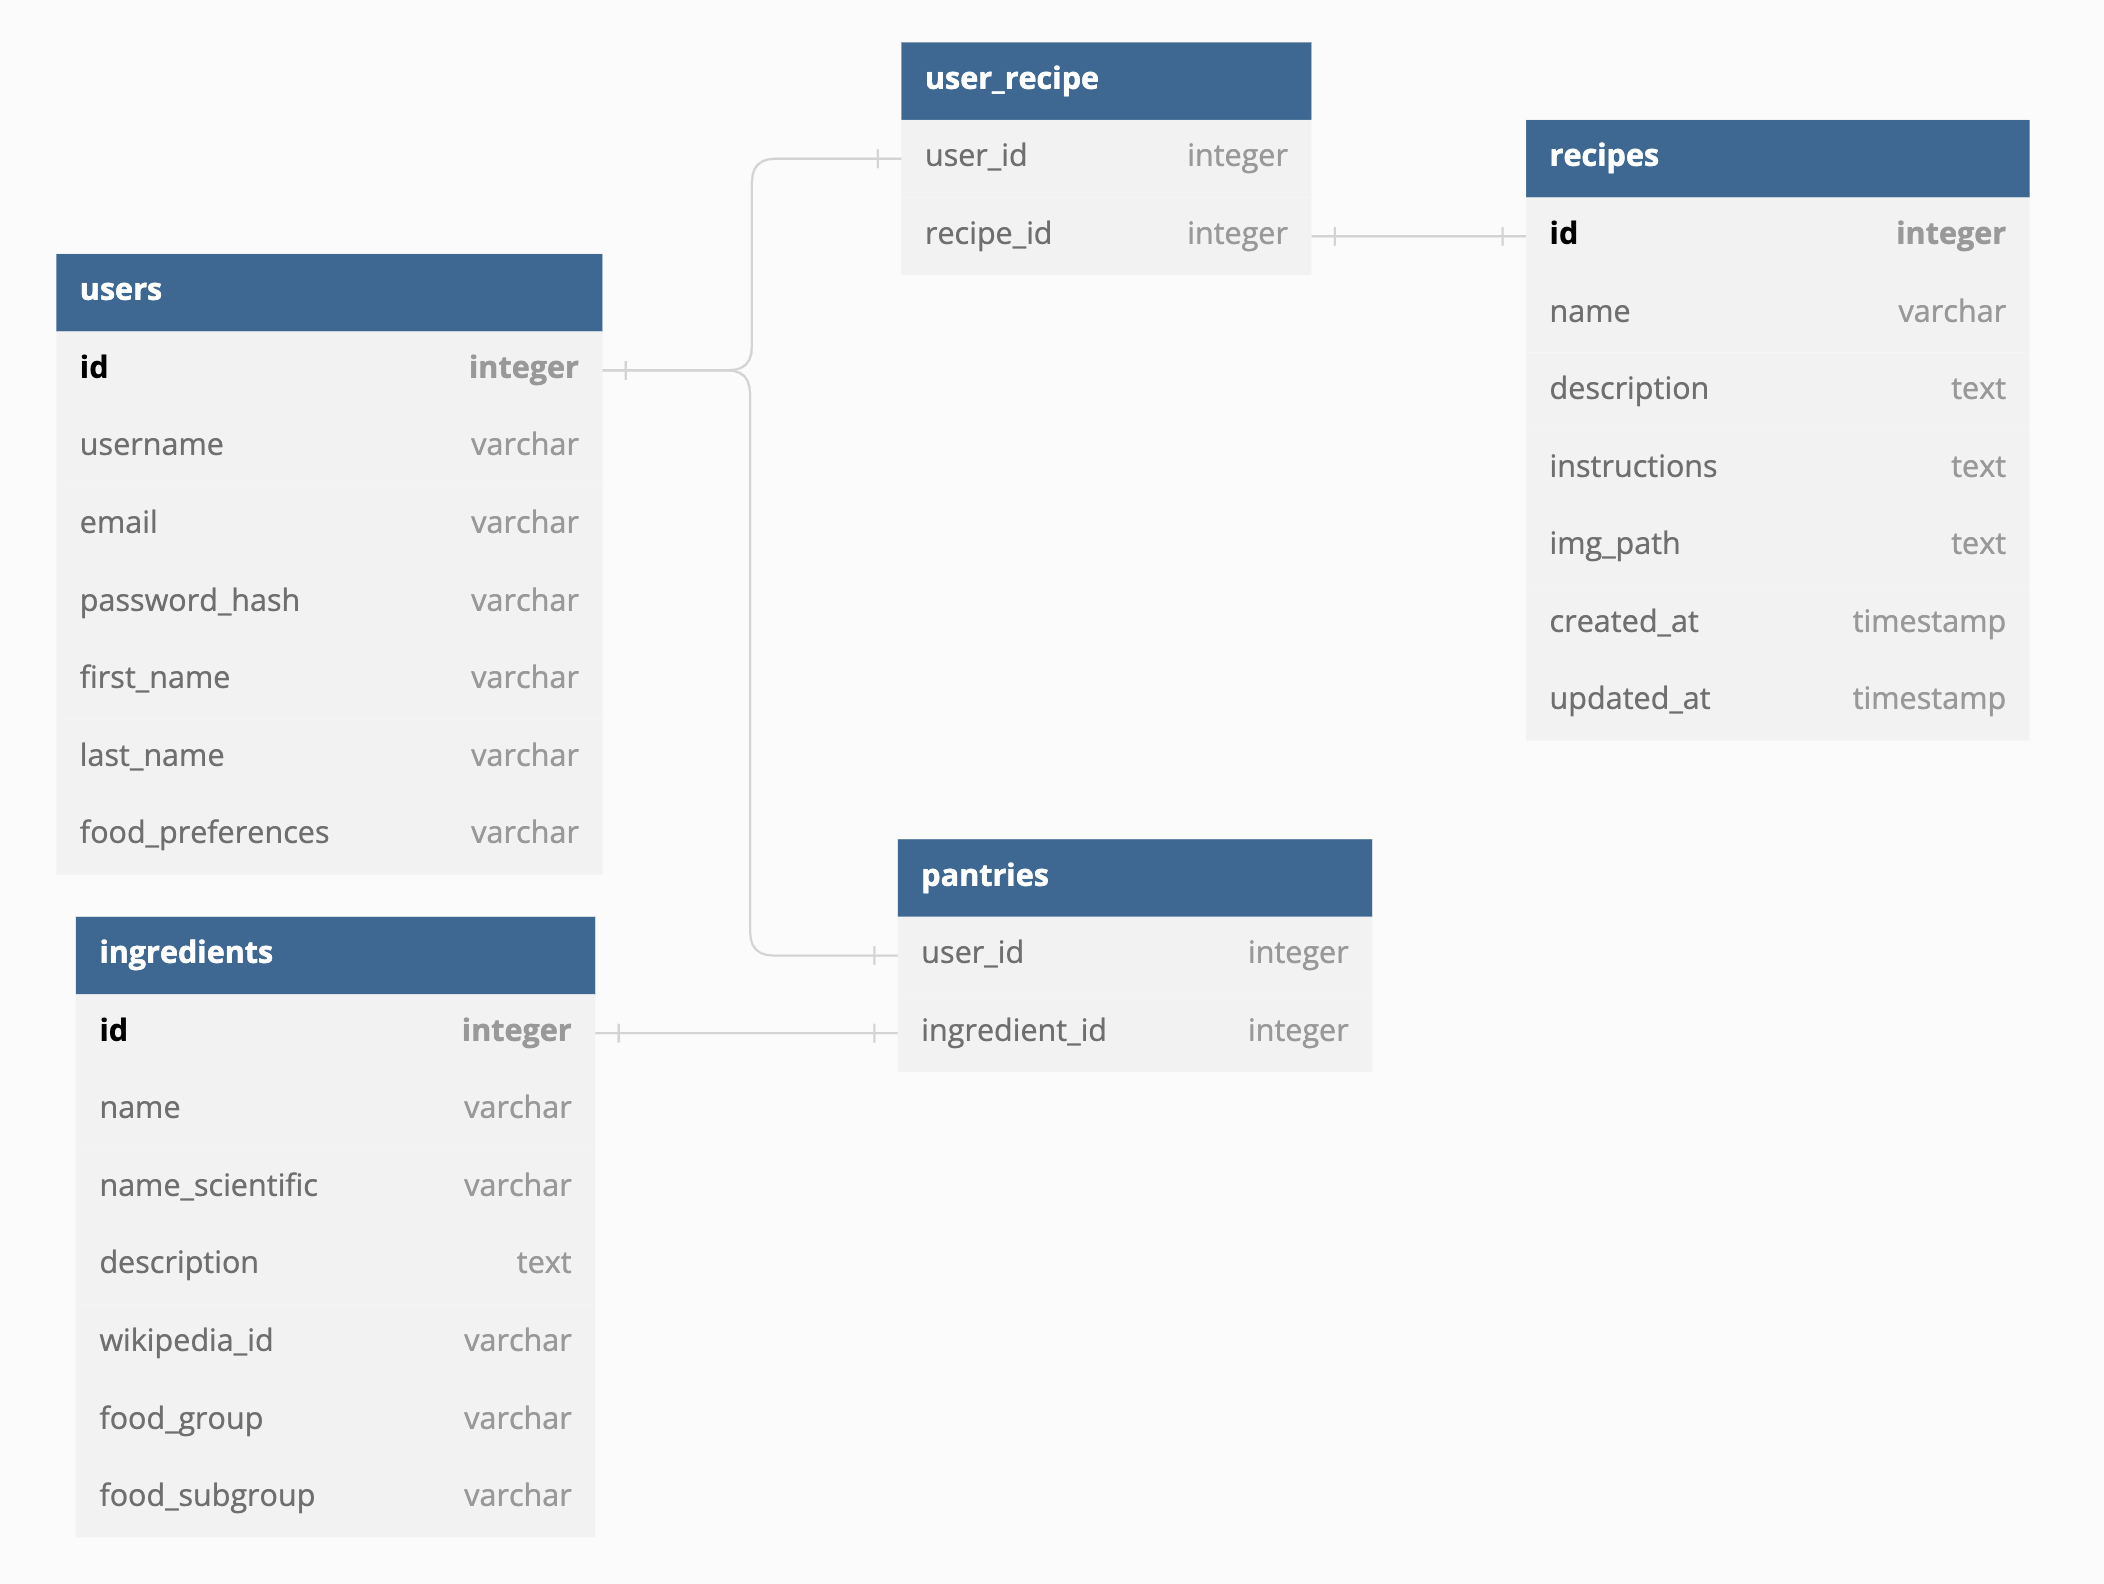 user_recipe
user_id integer
recipe_id integer
recipes
id integer
name varchar
description text
instructions text
img_path text
created_at timestamp
updated_at timestamp
users
id integer
username varchar
email varchar
password_hash varchar
first_name varchar
last_name varchar
food_preferences varchar
pantries
user_id integer
ingredient_id integer
ingredients
id integer
name varchar
name_scientific varchar
description text
wikipedia_id varchar
food_group varchar
food_subgroup varchar